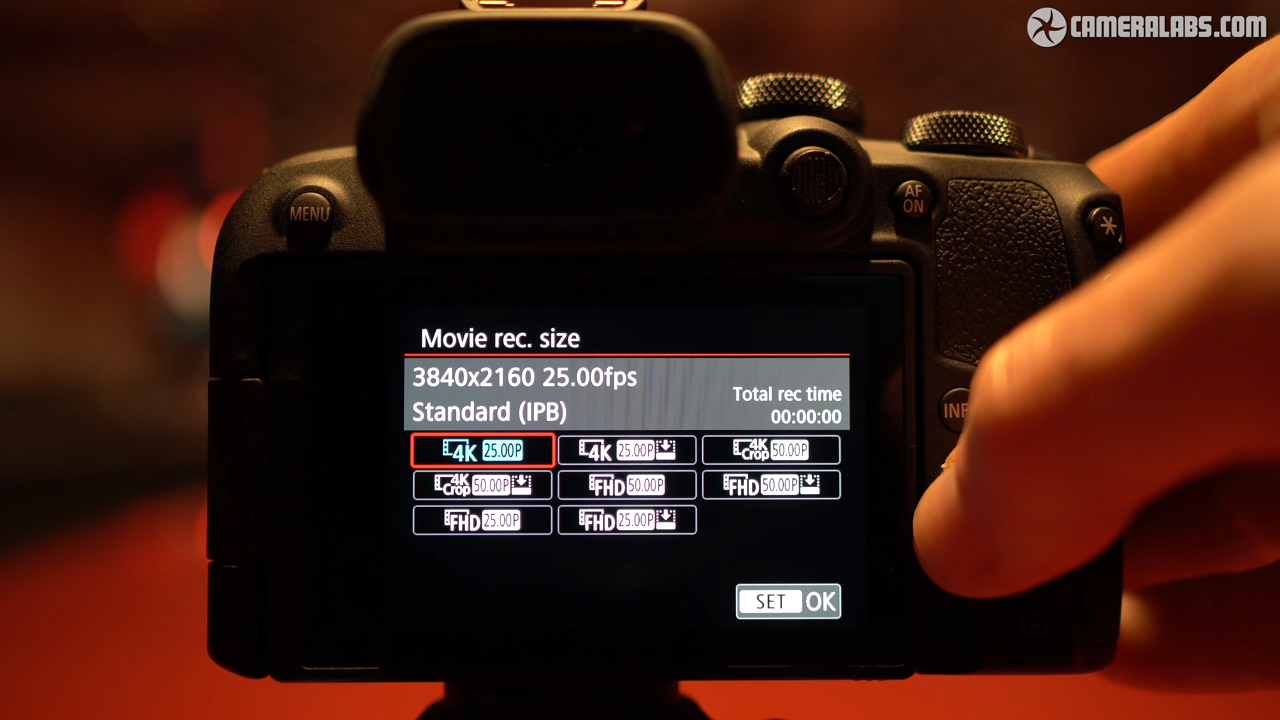 CAMERALABS.COM
MENU
AF
ON
*
Movie rec. size
3840x2160 25.00fps
Standard (IPB)
Total rec time
00:00:00
4K 25.00P
4K 25.00P
4K Crop 50.00P
4K Crop 50.00P
FHD 50.00P
FHD 50.00P
FHD 25.00P
FHD 25.00P
SET OK
INF